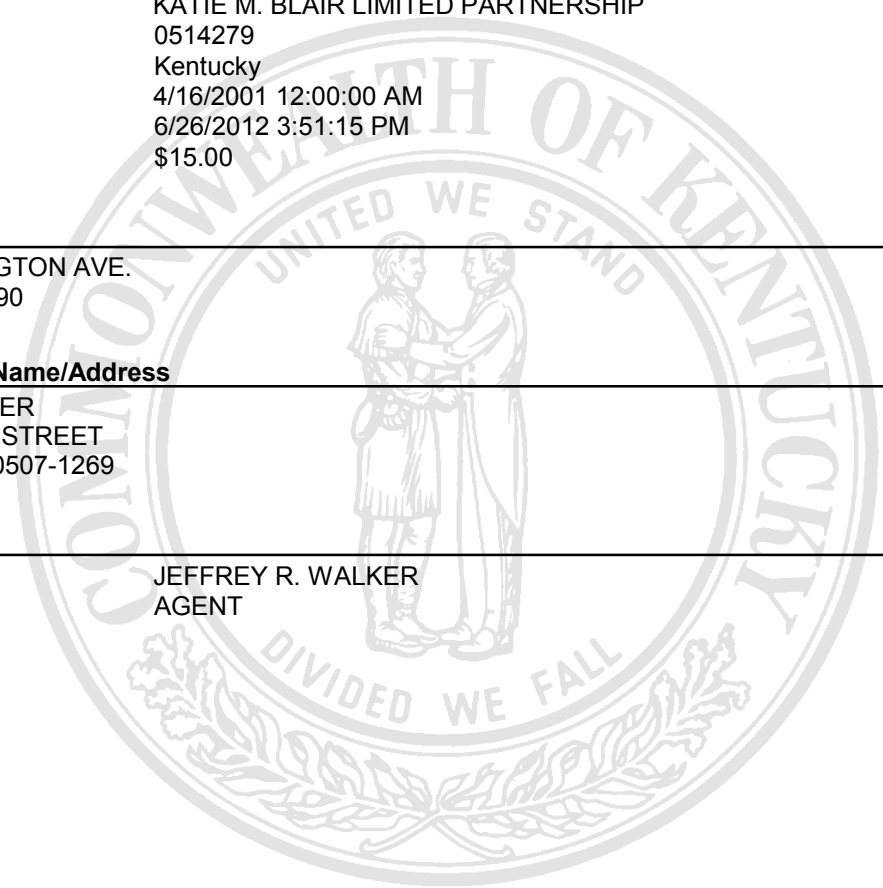 KATIE M. BLAIR LIMITED PARTNERSHIP
0514279
Kentucky
4/16/2001 12:00:00 AM
6/26/2012 3:51:15 PM
$15.00
COMMONWEALTH OF KENTUCKY
UNITED WE STAND
GTON AVE.
90
Name/Address
ER
STREET
0507-1269
JEFFREY R. WALKER
AGENT
DIVIDED WE FALL